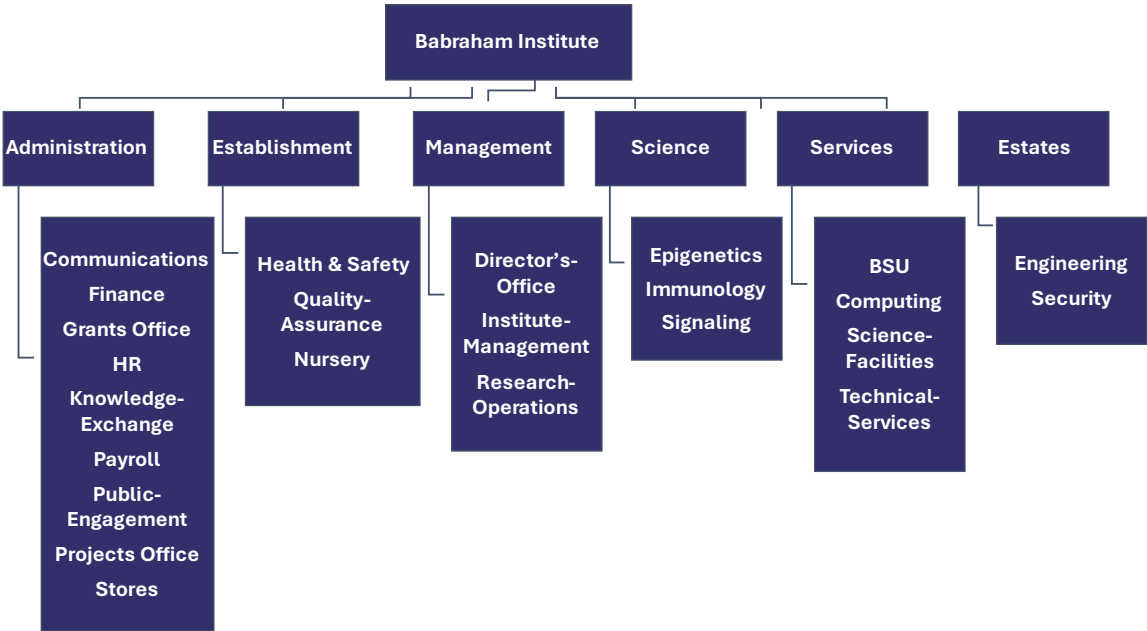 Babraham Institute
Administration
Establishment
Management
Science
Services
Estates
Communications
Finance
Grants Office
HR
Knowledge-
Exchange
Payroll
Public-
Engagement
Projects Office
Stores
Health & Safety
Quality-
Assurance
Nursery
Director’s-
Office
Institute-
Management
Research-
Operations
Epigenetics
Immunology
Signaling
BSU
Computing
Science-
Facilities
Technical-
Services
Engineering
Security